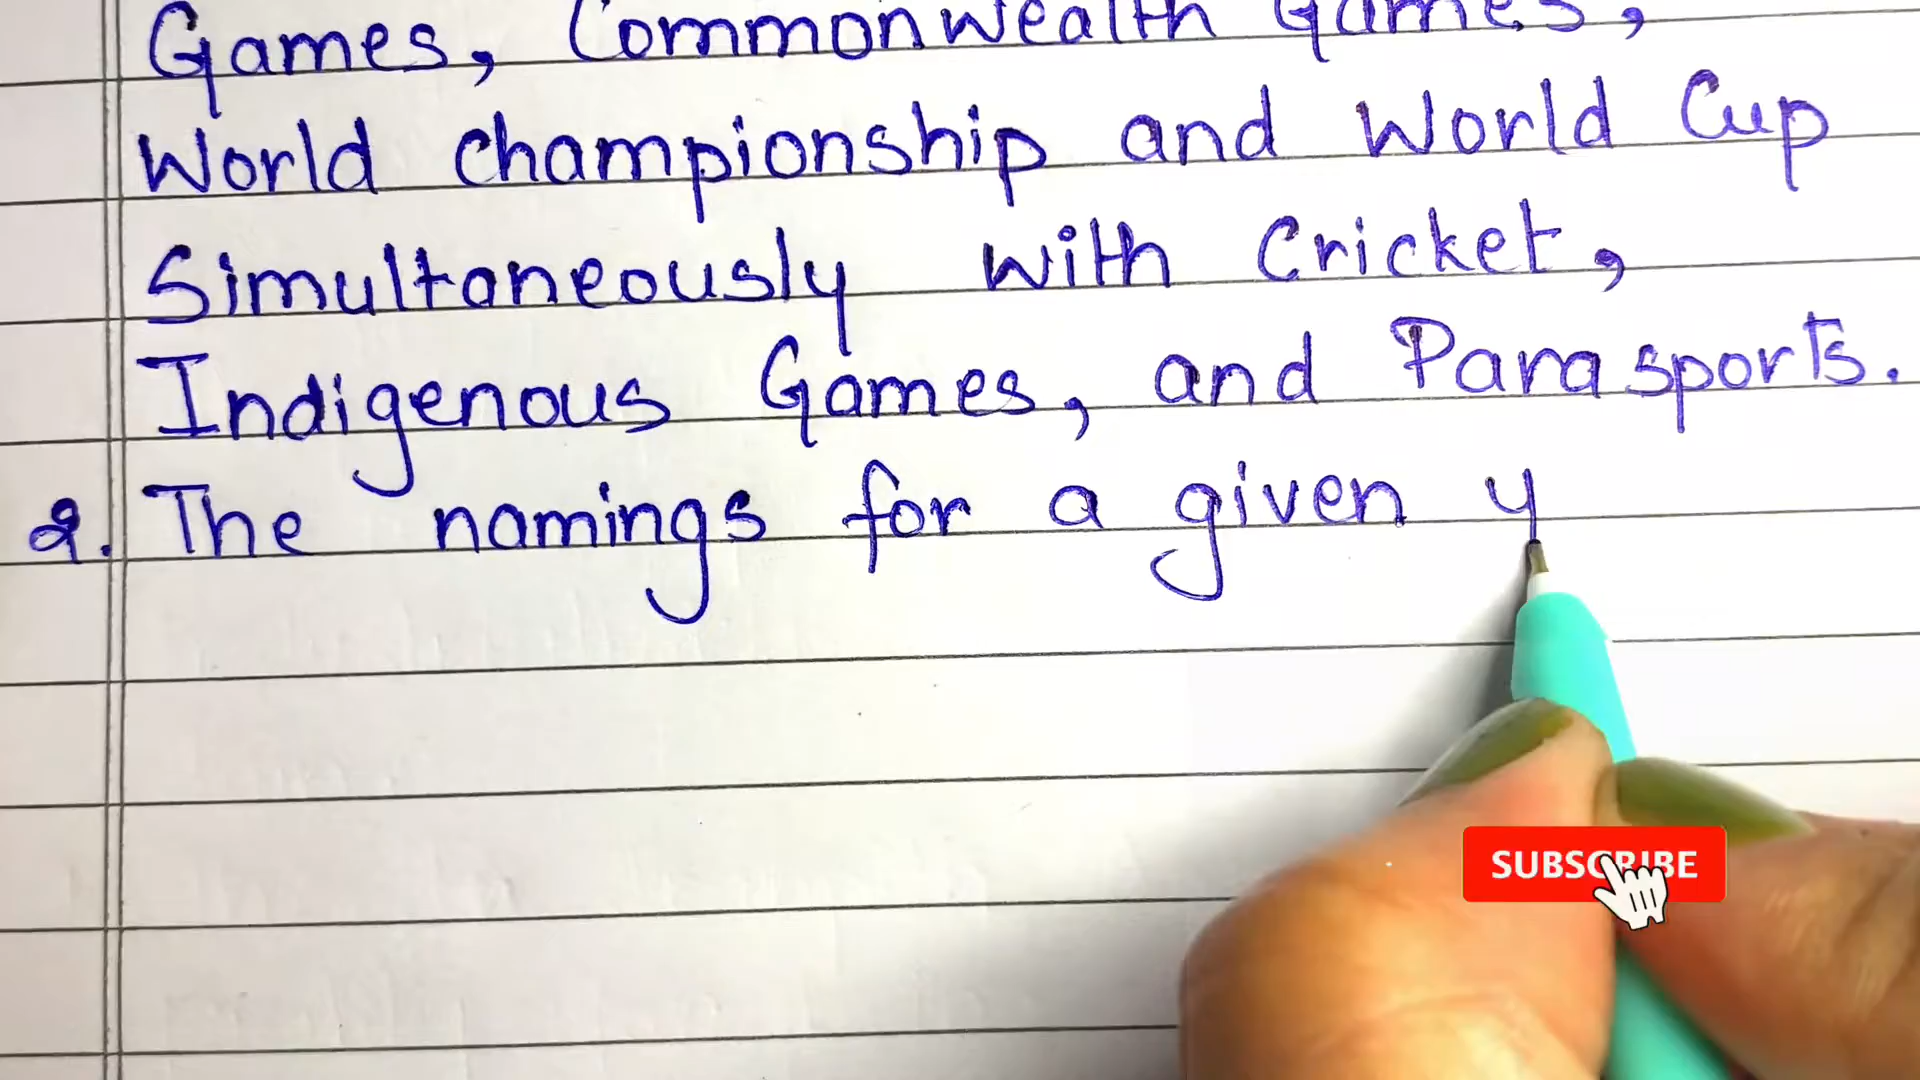 Games, Commonwealth Games,
World championship and World Cup
Simultaneously with Cricket,
Indigenous Games, and Para sports.
2. The namings for a given y
SUBSCRIBE